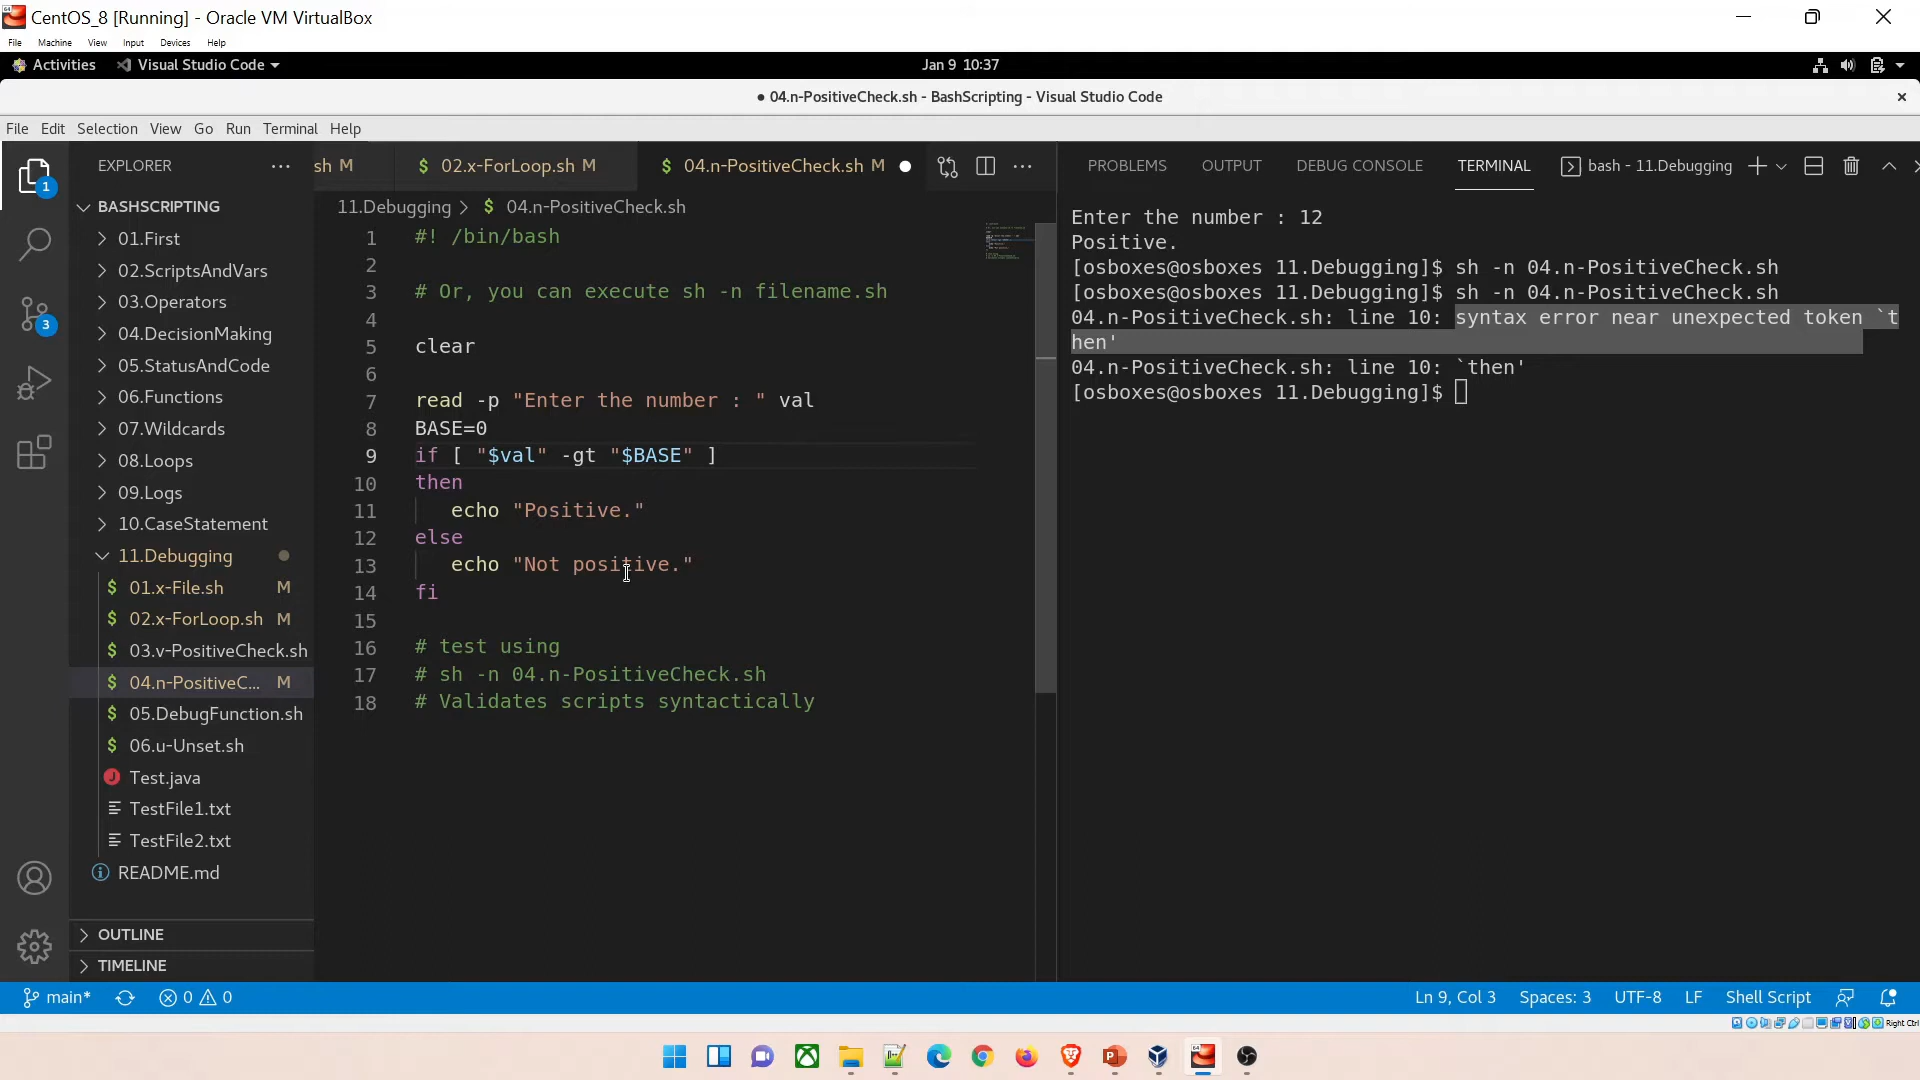 CentOS_8 [Running] - Oracle VM VirtualBox
File Machine View Input Devices Help
Activities Visual Studio Code Jan 9 10:37
● 04.n-PositiveCheck.sh - BashScripting - Visual Studio Code
File Edit Selection View Go Run Terminal Help
EXPLORER
BASHSCRIPTING
01.First
02.ScriptsAndVars
03.Operators
04.DecisionMaking
05.StatusAndCode
06.Functions
07.Wildcards
08.Loops
09.Logs
10.CaseStatement
11.Debugging
01.x-File.sh M
02.x-ForLoop.sh M
03.v-PositiveCheck.sh
04.n-PositiveC... M
05.DebugFunction.sh
06.u-Unset.sh
Test.java
TestFile1.txt
TestFile2.txt
README.md
OUTLINE
TIMELINE
1
3
sh M $ 02.x-ForLoop.sh M $ 04.n-PositiveCheck.sh M
11.Debugging > $ 04.n-PositiveCheck.sh
1 #! /bin/bash
2
3 # Or, you can execute sh -n filename.sh
4
5 clear
6
7 read -p "Enter the number : " val
8 BASE=0
9 if [ "$val" -gt "$BASE" ]
10 then
11 echo "Positive."
12 else
13 echo "Not positive."
14 fi
15
16 # test using
17 # sh -n 04.n-PositiveCheck.sh
18 # Validates scripts syntactically
PROBLEMS OUTPUT DEBUG CONSOLE TERMINAL bash - 11.Debugging
Enter the number : 12
Positive.
[osboxes@osboxes 11.Debugging]$ sh -n 04.n-PositiveCheck.sh
[osboxes@osboxes 11.Debugging]$ sh -n 04.n-PositiveCheck.sh
04.n-PositiveCheck.sh: line 10: syntax error near unexpected token `t
hen'
04.n-PositiveCheck.sh: line 10: `then'
[osboxes@osboxes 11.Debugging]$
main* 0 0 Ln 9, Col 3 Spaces: 3 UTF-8 LF Shell Script
Right Ctrl